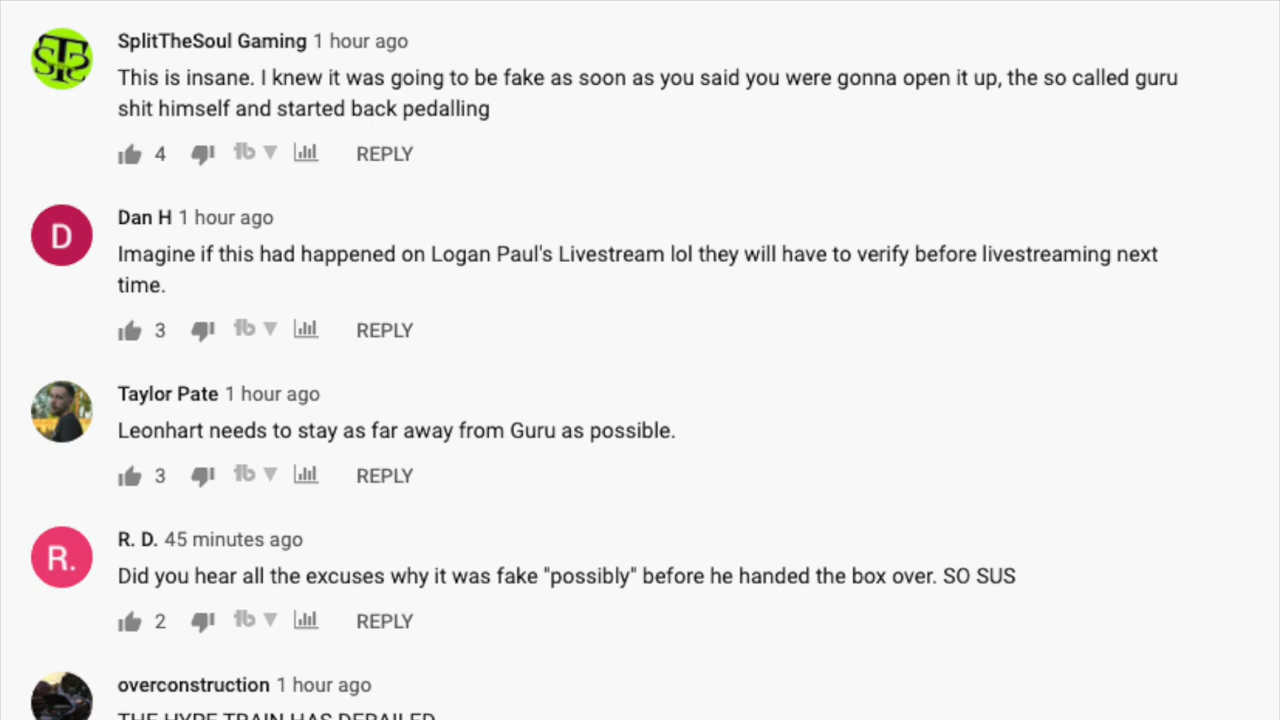 SplitTheSoul Gaming 1 hour ago
This is insane. I knew it was going to be fake as soon as you said you were gonna open it up, the so called guru
shit himself and started back pedalling
4 REPLY
D
Dan H 1 hour ago
Imagine if this had happened on Logan Paul's Livestream lol they will have to verify before livestreaming next
time.
3 REPLY
Taylor Pate 1 hour ago
Leonhart needs to stay as far away from Guru as possible.
3 REPLY
R.
R. D. 45 minutes ago
Did you hear all the excuses why it was fake "possibly" before he handed the box over. SO SUS
2 REPLY
overconstruction 1 hour ago
THE HYPE TRAIN HAS DERAILED